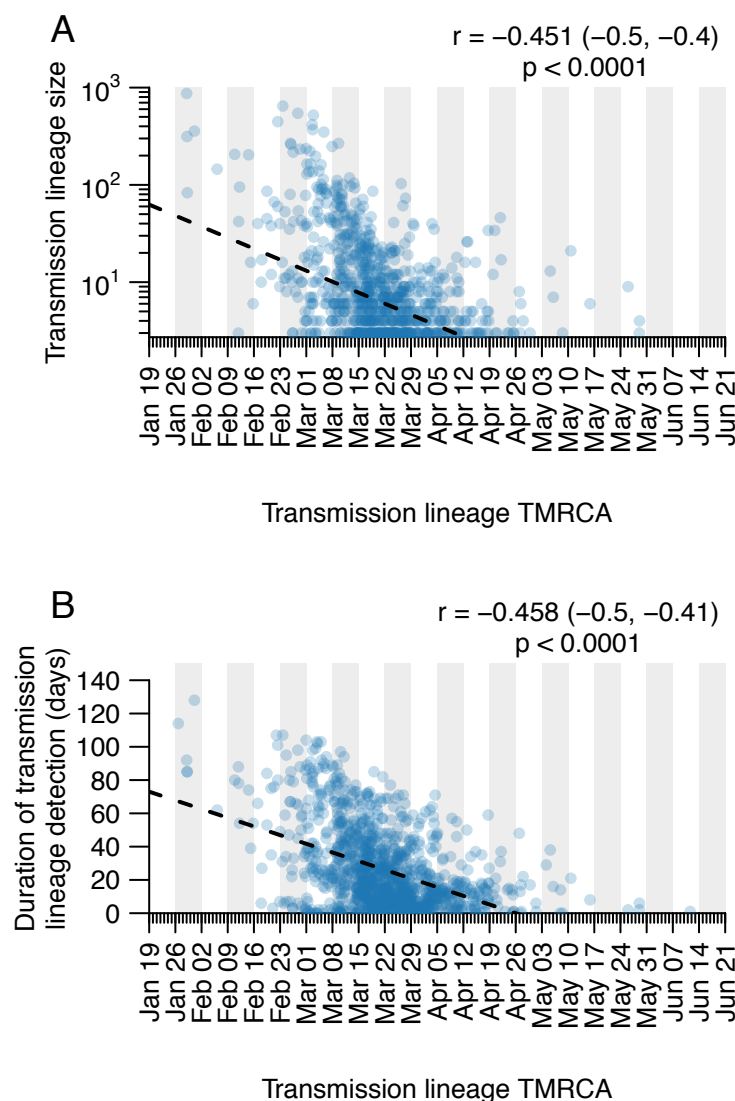 A
r = −0.451 (−0.5, −0.4)
p < 0.0001
Transmission lineage size
10³
10²
10¹
Jan 19
Jan 26
Feb 02
Feb 09
Feb 16
Feb 23
Mar 01
Mar 08
Mar 15
Mar 22
Mar 29
Apr 05
Apr 12
Apr 19
Apr 26
May 03
May 10
May 17
May 24
May 31
Jun 07
Jun 14
Jun 21
Transmission lineage TMRCA
B
r = −0.458 (−0.5, −0.41)
p < 0.0001
Duration of transmission
lineage detection (days)
140
120
100
80
60
40
20
0
Jan 19
Jan 26
Feb 02
Feb 09
Feb 16
Feb 23
Mar 01
Mar 08
Mar 15
Mar 22
Mar 29
Apr 05
Apr 12
Apr 19
Apr 26
May 03
May 10
May 17
May 24
May 31
Jun 07
Jun 14
Jun 21
Transmission lineage TMRCA